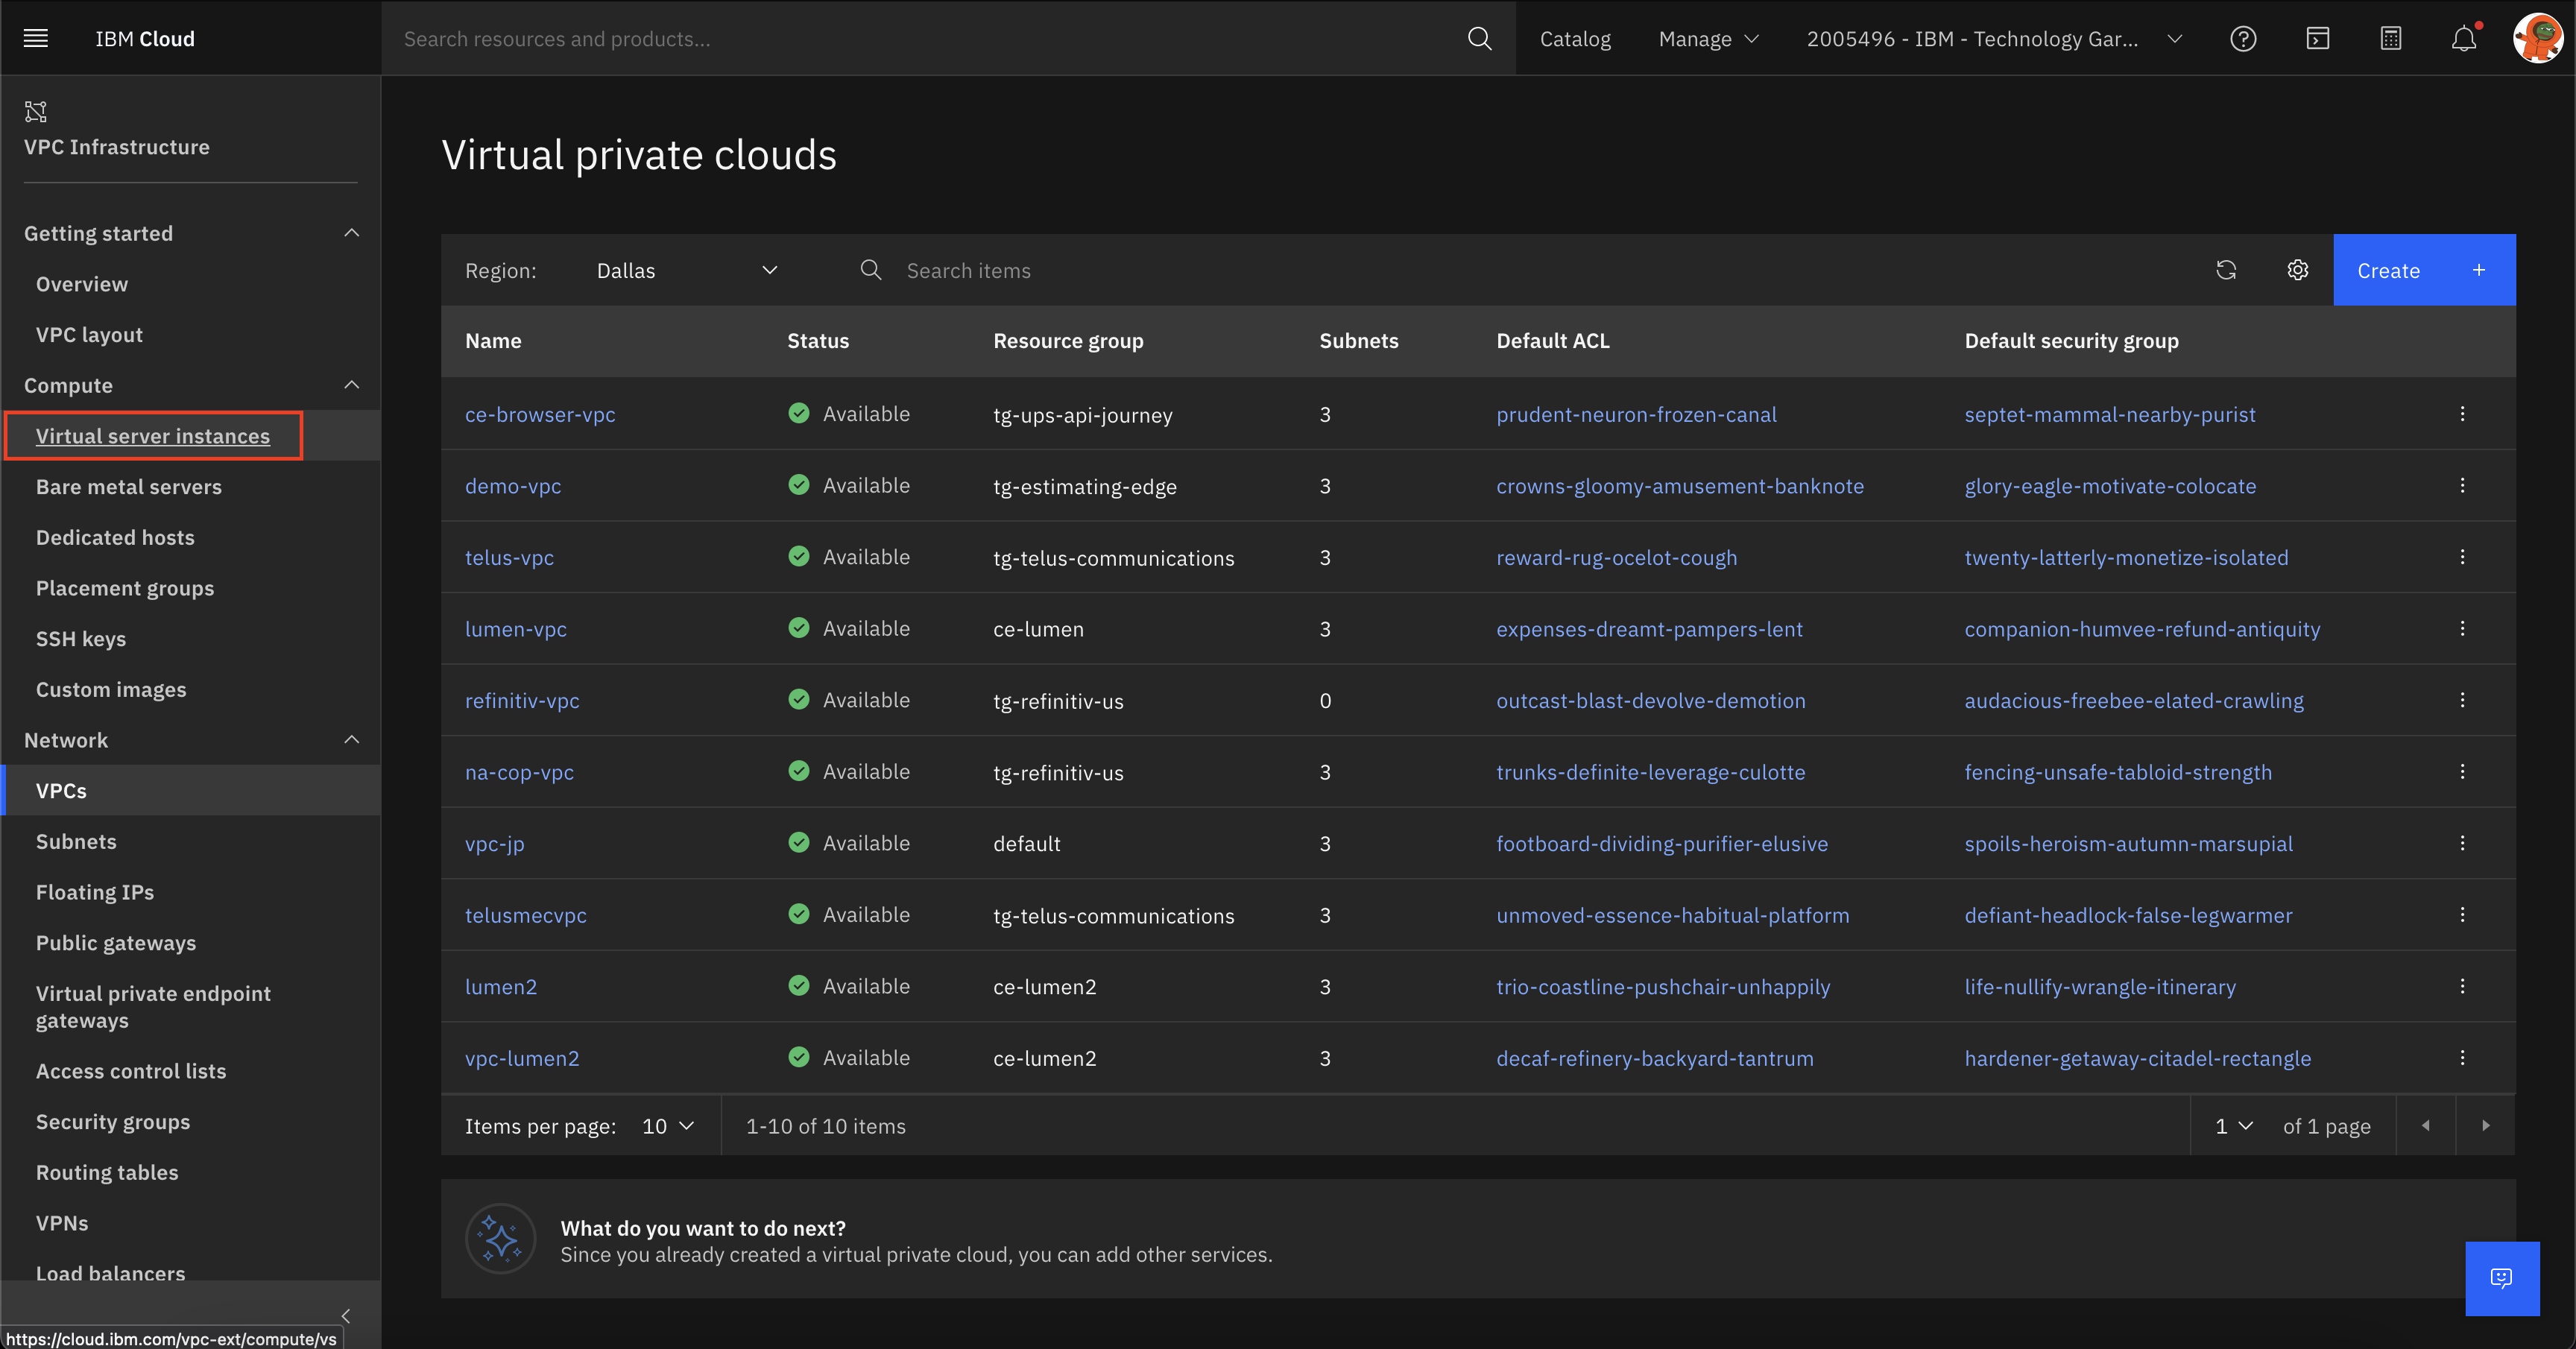 IBM Cloud
Search resources and products...
Catalog
Manage
2005496 - IBM - Technology Gar...
VPC Infrastructure
Getting started
Overview
VPC layout
Compute
Virtual server instances
Bare metal servers
Dedicated hosts
Placement groups
SSH keys
Custom images
Network
VPCs
Subnets
Floating IPs
Public gateways
Virtual private endpoint
gateways
Access control lists
Security groups
Routing tables
VPNs
Load balancers
https://cloud.ibm.com/vpc-ext/compute/vs
Virtual private clouds
Region: Dallas Search items Create +
Name Status Resource group Subnets Default ACL Default security group
ce-browser-vpc Available tg-ups-api-journey 3 prudent-neuron-frozen-canal septet-mammal-nearby-purist
demo-vpc Available tg-estimating-edge 3 crowns-gloomy-amusement-banknote glory-eagle-motivate-colocate
telus-vpc Available tg-telus-communications 3 reward-rug-ocelot-cough twenty-latterly-monetize-isolated
lumen-vpc Available ce-lumen 3 expenses-dreamt-pampers-lent companion-humvee-refund-antiquity
refinitiv-vpc Available tg-refinitiv-us 0 outcast-blast-devolve-demotion audacious-freebee-elated-crawling
na-cop-vpc Available tg-refinitiv-us 3 trunks-definite-leverage-culotte fencing-unsafe-tabloid-strength
vpc-jp Available default 3 footboard-dividing-purifier-elusive spoils-heroism-autumn-marsupial
telusmecvpc Available tg-telus-communications 3 unmoved-essence-habitual-platform defiant-headlock-false-legwarmer
lumen2 Available ce-lumen2 3 trio-coastline-pushchair-unhappily life-nullify-wrangle-itinerary
vpc-lumen2 Available ce-lumen2 3 decaf-refinery-backyard-tantrum hardener-getaway-citadel-rectangle
Items per page: 10 1-10 of 10 items 1 of 1 page
What do you want to do next?
Since you already created a virtual private cloud, you can add other services.